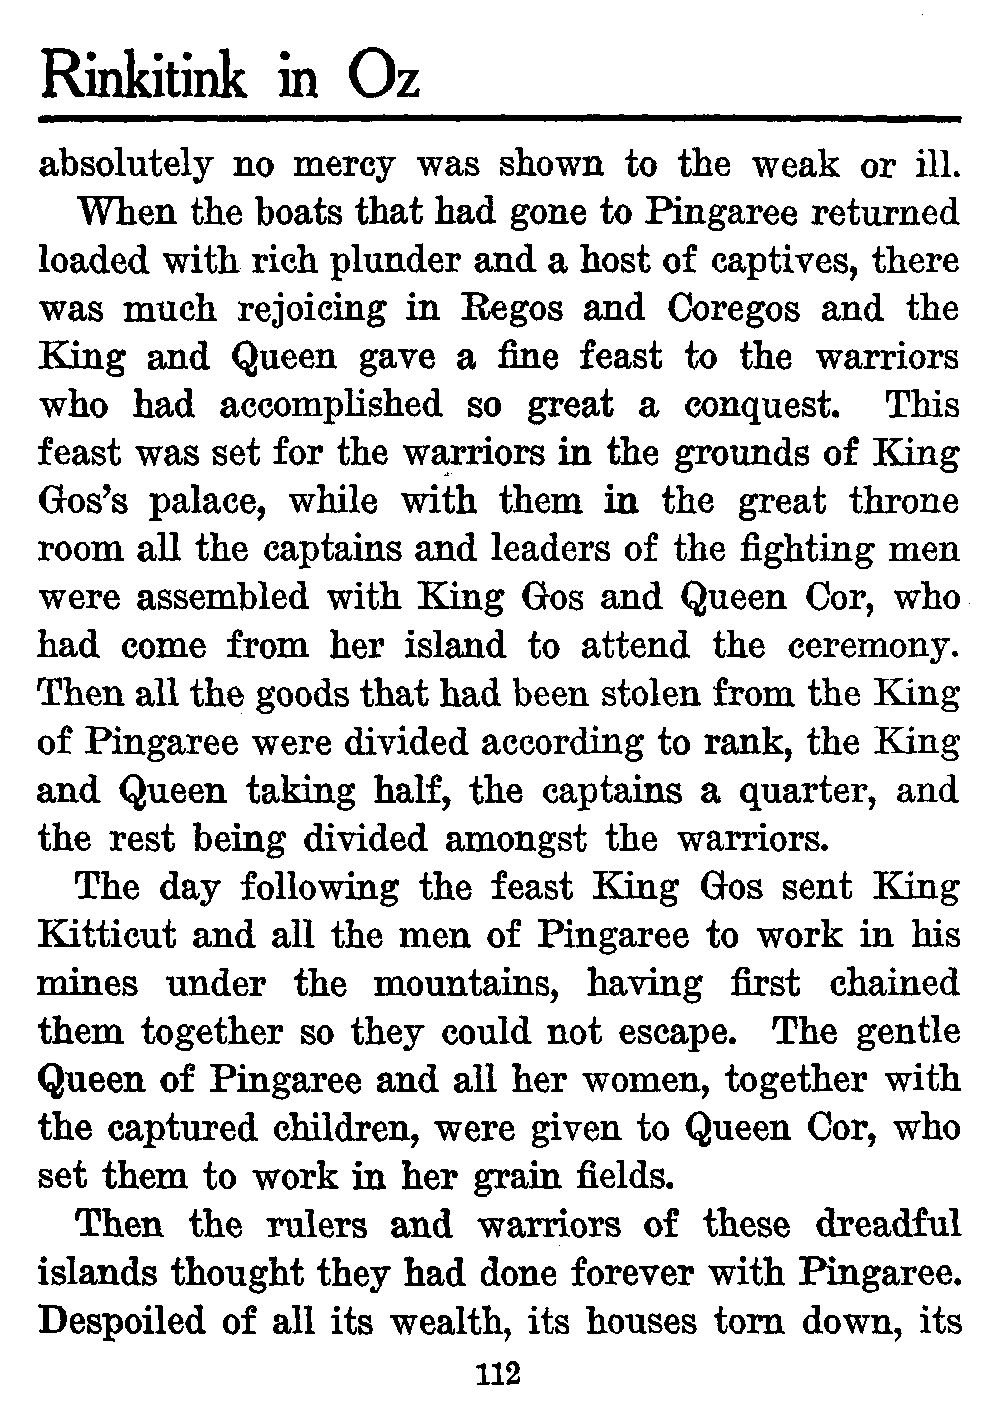 Rinkitink in Oz
absolutely no mercy was shown to the weak or ill.
When the boats that had gone to Pingaree returned
loaded with rich plunder and a host of captives, there
was much rejoicing in Regos and Coregos and the
King and Queen gave a fine feast to the warriors
who had accomplished so great a conquest. This
feast was set for the warriors in the grounds of King
Gos's palace, while with them in the great throne
room all the captains and leaders of the fighting men
were assembled with King Gos and Queen Cor, who
had come from her island to attend the ceremony.
Then all the goods that had been stolen from the King
of Pingaree were divided according to rank, the King
and Queen taking half, the captains a quarter, and
the rest being divided amongst the warriors.
The day following the feast King Gos sent King
Kitticut and all the men of Pingaree to work in his
mines under the mountains, having first chained
them together so they could not escape. The gentle
Queen of Pingaree and all her women, together with
the captured children, were given to Queen Cor, who
set them to work in her grain fields.
Then the rulers and warriors of these dreadful
islands thought they had done forever with Pingaree.
Despoiled of all its wealth, its houses torn down, its
112